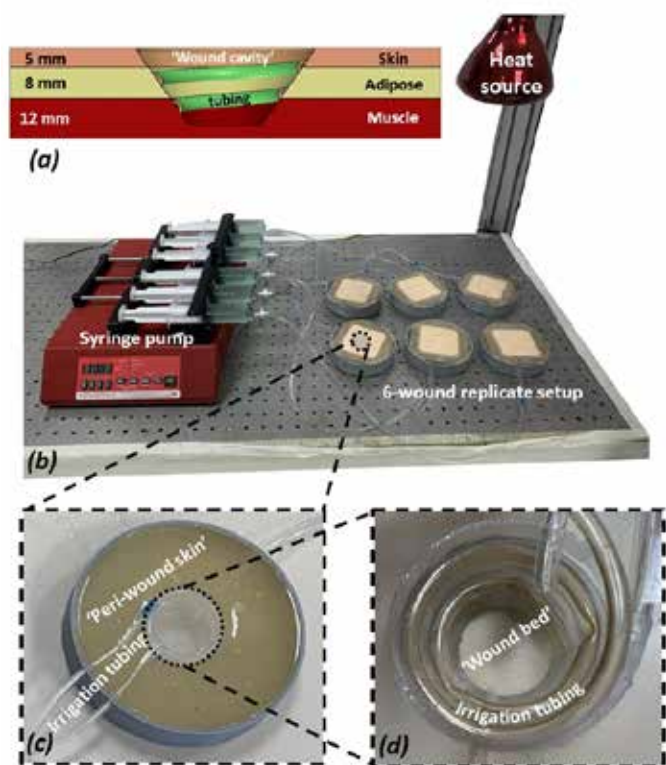 5 mm
'Wound cavity'
Skin
8 mm
tubing
Adipose
12 mm
Muscle
(a)
Heat
source
Syringe pump
6-wound replicate setup
(b)
'Peri-wound skin'
Irrigation tubing
(c)
'Wound bed'
Irrigation tubing
(d)